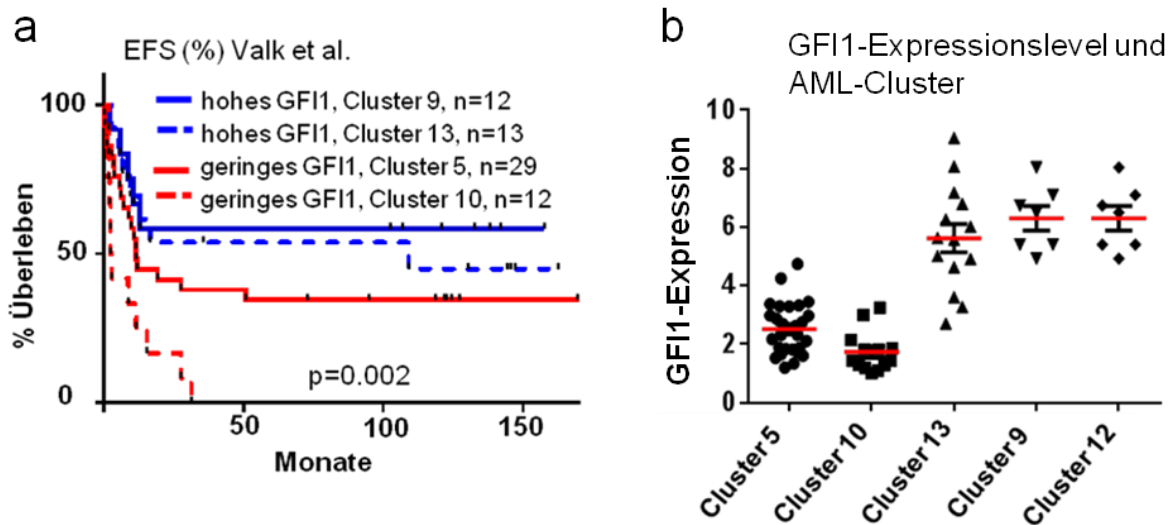 a
EFS (%) Valk et al.
hohes GFI1, Cluster 9, n=12
hohes GFI1, Cluster 13, n=13
geringes GFI1, Cluster 5, n=29
geringes GFI1, Cluster 10, n=12
100
50
0
% Überleben
p=0.002
50
100
150
Monate
b
GFI1-Expressionslevel und
AML-Cluster
10
8
6
4
2
0
GFI1-Expression
Cluster 5
Cluster 10
Cluster 13
Cluster 9
Cluster 12